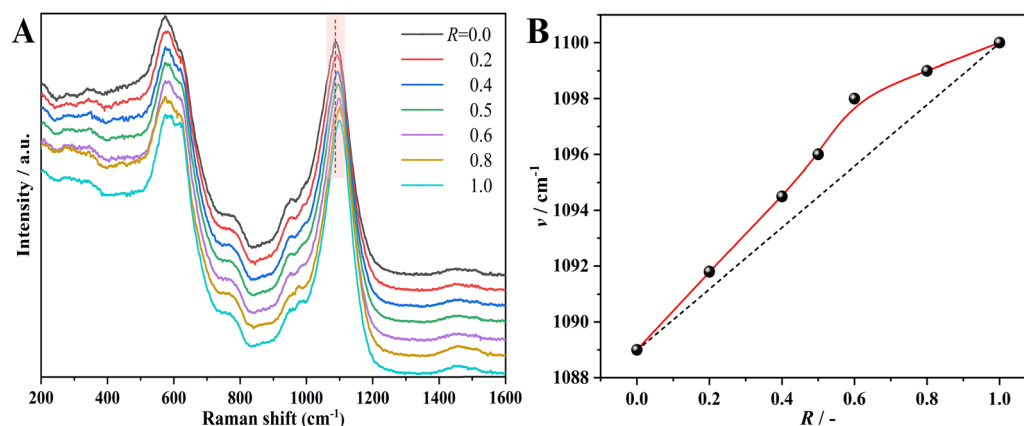 A
R=0.0
0.2
0.4
0.5
0.6
0.8
1.0
Intensity / a.u.
200 400 600 800 1000 1200 1400 1600
Raman shift (cm⁻¹)
B
1100
1098
1096
1094
1092
1090
1088
ν / cm⁻¹
0.0 0.2 0.4 0.6 0.8 1.0
R / -